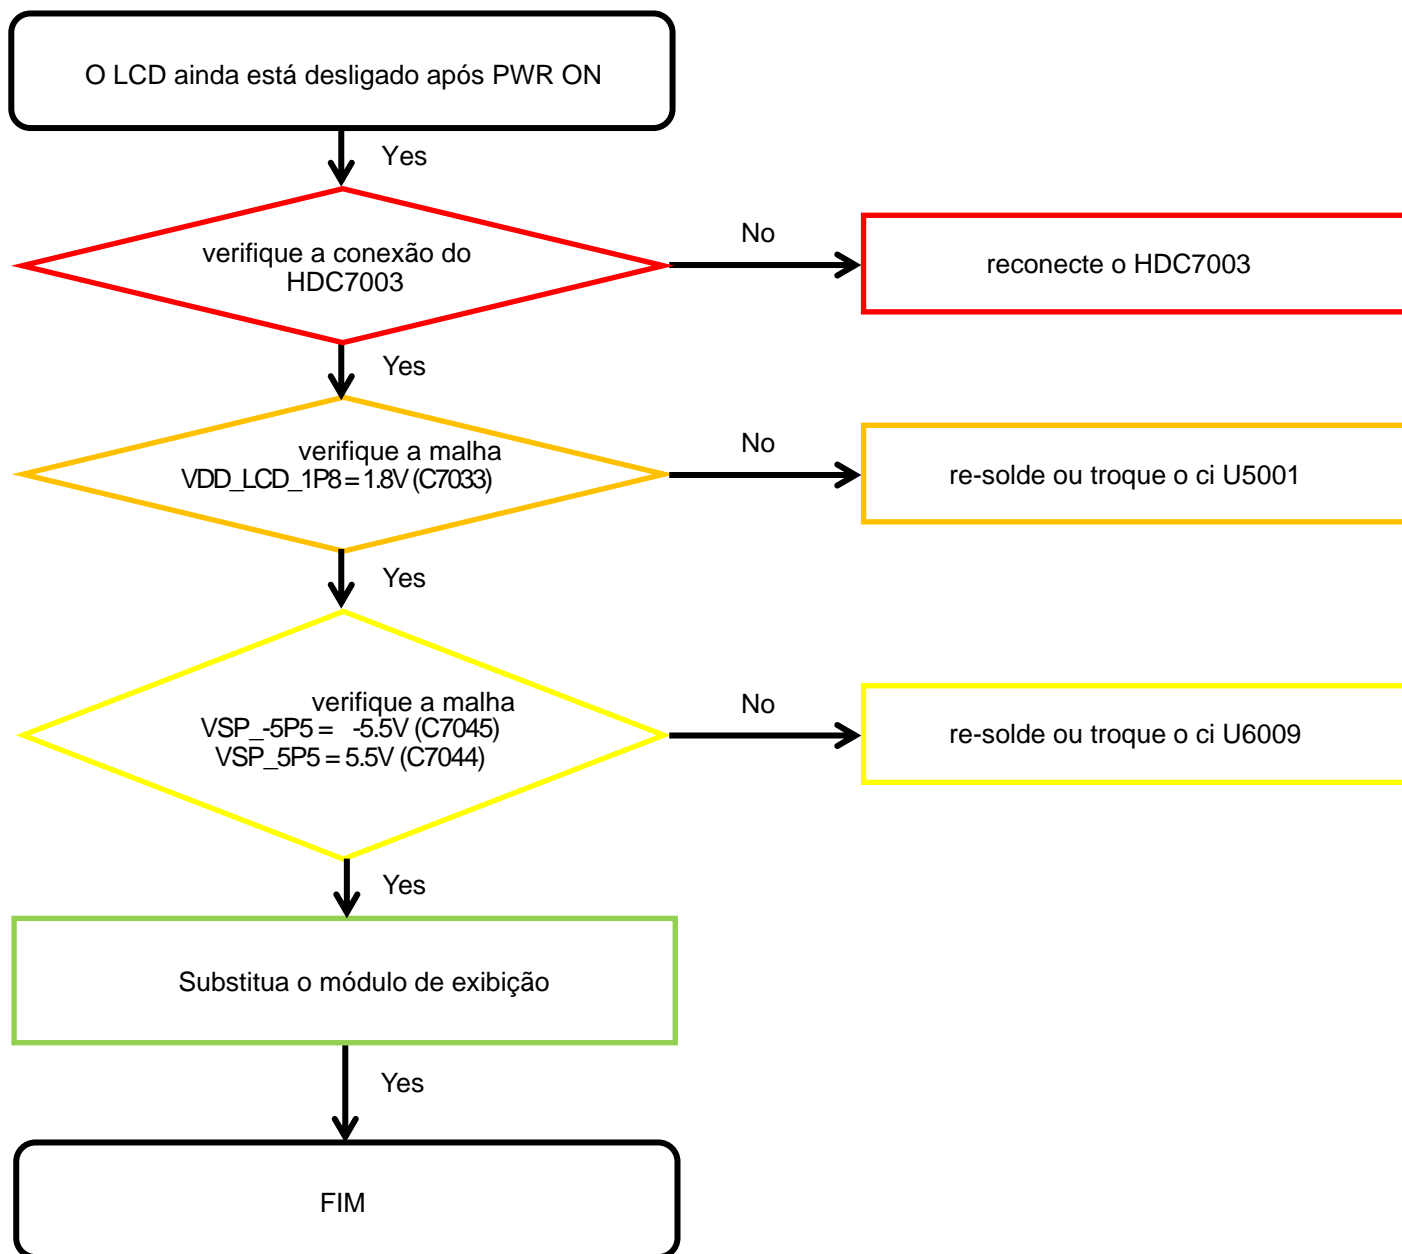 O LCD ainda está desligado após PWR ON
Yes
verifique a conexão do
HDC7003
No
reconecte o HDC7003
Yes
verifique a malha
VDD_LCD_1P8 = 1.8V (C7033)
No
re-solde ou troque o ci U5001
Yes
verifique a malha
VSP_-5P5 = -5.5V (C7045)
VSP_5P5 = 5.5V (C7044)
No
re-solde ou troque o ci U6009
Yes
Substitua o módulo de exibição
Yes
FIM